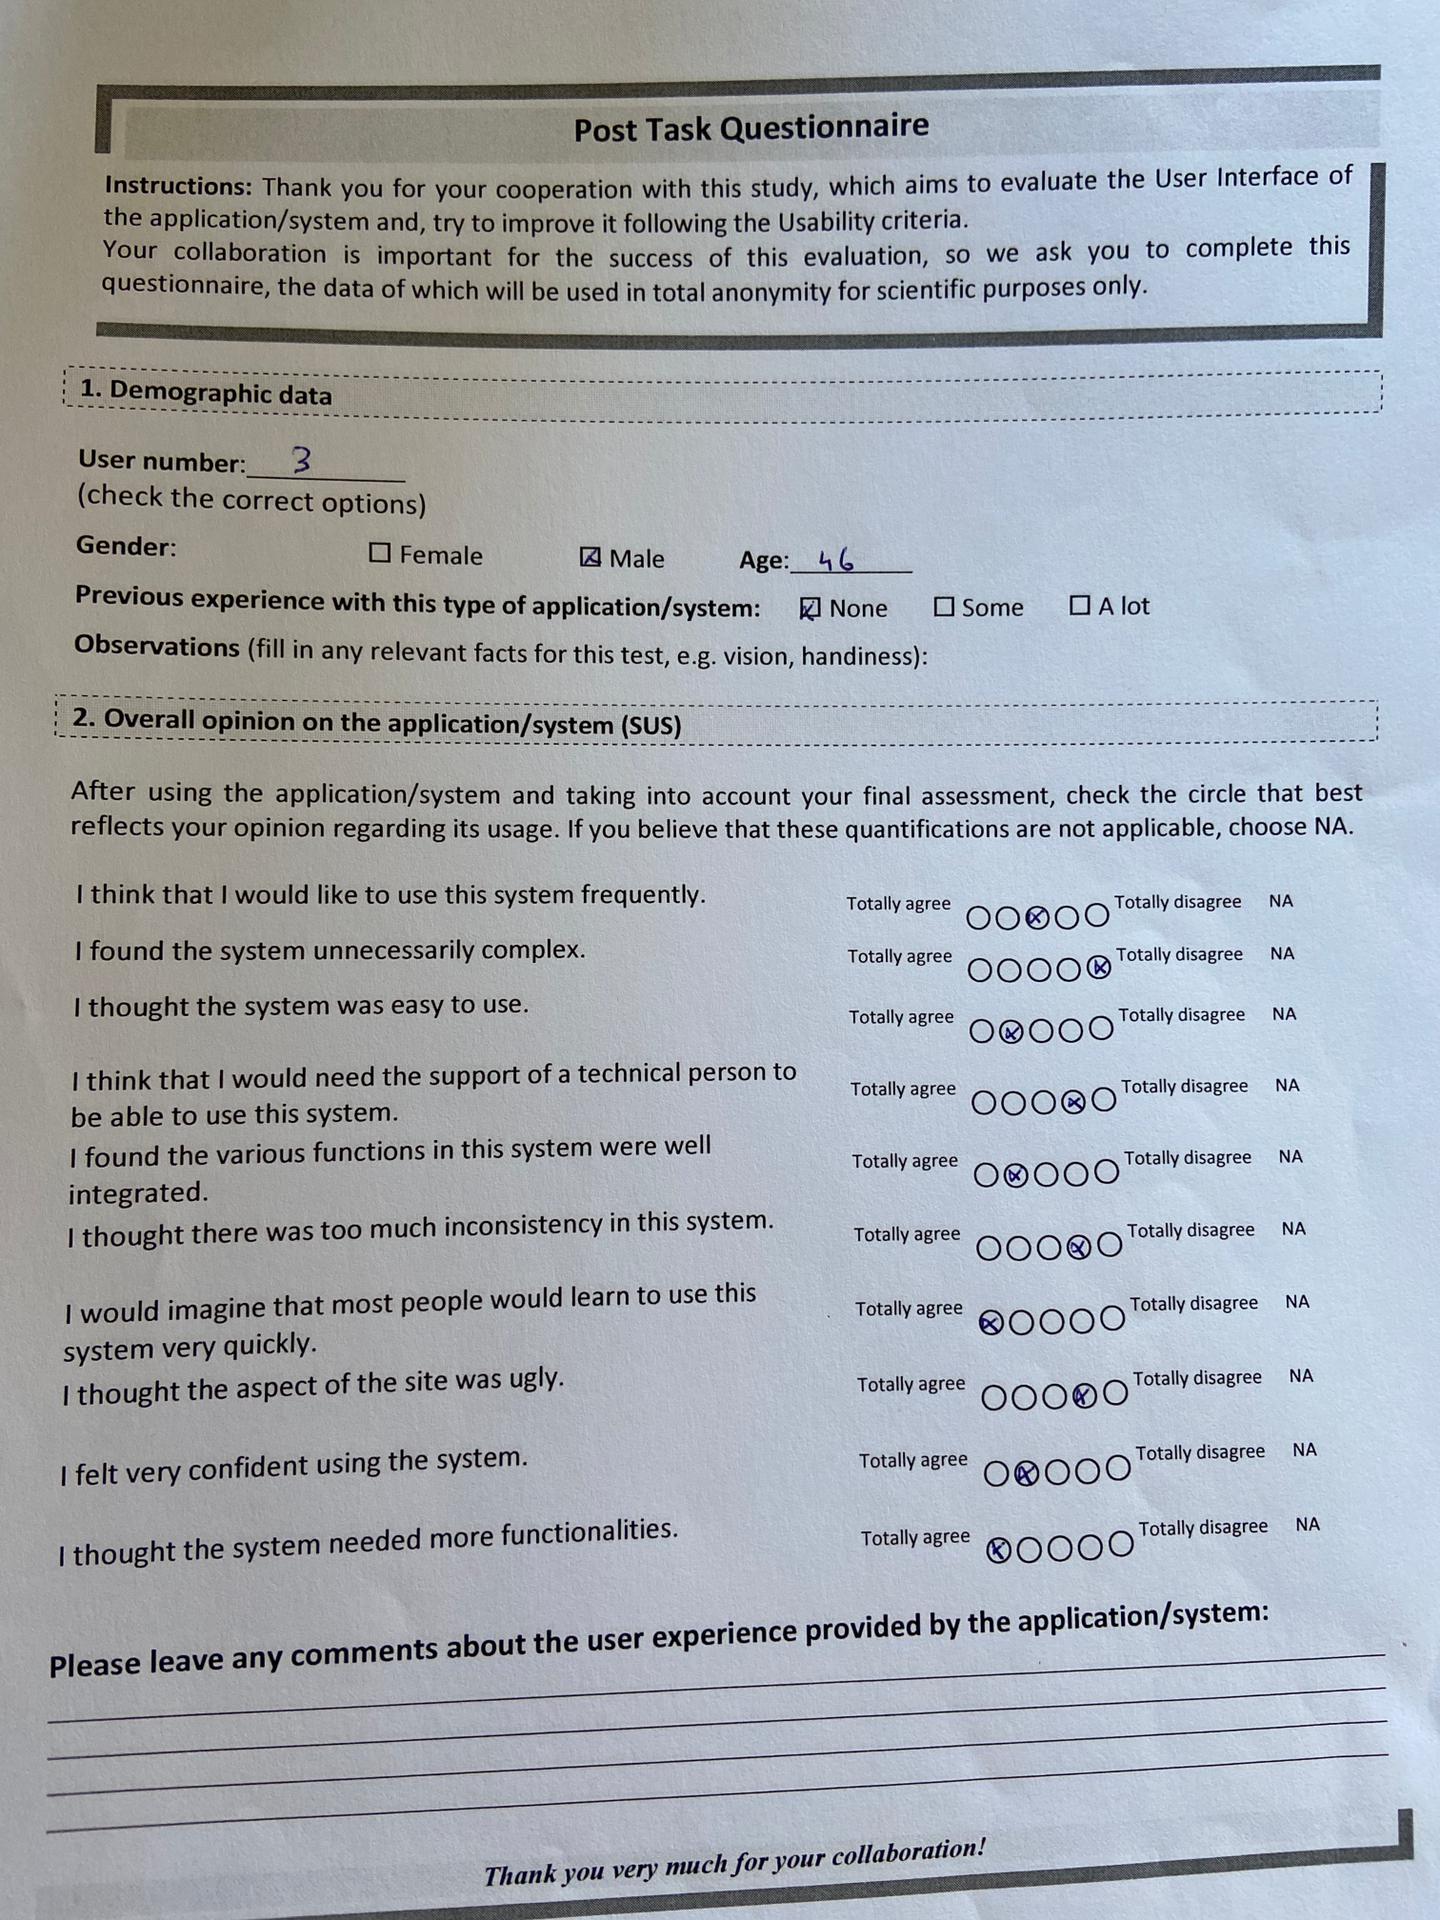 Post Task Questionnaire
Instructions: Thank you for your cooperation with this study, which aims to evaluate the User Interface of
the application/system and, try to improve it following the Usability criteria.
Your collaboration is important for the success of this evaluation, so we ask you to complete this
questionnaire, the data of which will be used in total anonymity for scientific purposes only.
1. Demographic data
User number: 3
(check the correct options)
Gender: ☐ Female ☒ Male Age: 46
Previous experience with this type of application/system: ☒ None ☐ Some ☐ A lot
Observations (fill in any relevant facts for this test, e.g. vision, handiness):
2. Overall opinion on the application/system (SUS)
After using the application/system and taking into account your final assessment, check the circle that best
reflects your opinion regarding its usage. If you believe that these quantifications are not applicable, choose NA.
I think that I would like to use this system frequently. Totally agree ○○⊗○○ Totally disagree NA
I found the system unnecessarily complex. Totally agree ○○○○⊗ Totally disagree NA
I thought the system was easy to use. Totally agree ○⊗○○○ Totally disagree NA
I think that I would need the support of a technical person to
be able to use this system. Totally agree ○○○⊗○ Totally disagree NA
I found the various functions in this system were well
integrated. Totally agree ○⊗○○○ Totally disagree NA
I thought there was too much inconsistency in this system. Totally agree ○○○⊗○ Totally disagree NA
I would imagine that most people would learn to use this
system very quickly. Totally agree ⊗○○○○ Totally disagree NA
I thought the aspect of the site was ugly. Totally agree ○○○⊗○ Totally disagree NA
I felt very confident using the system. Totally agree ○⊗○○○ Totally disagree NA
I thought the system needed more functionalities. Totally agree ⊗○○○○ Totally disagree NA
Please leave any comments about the user experience provided by the application/system:
Thank you very much for your collaboration!